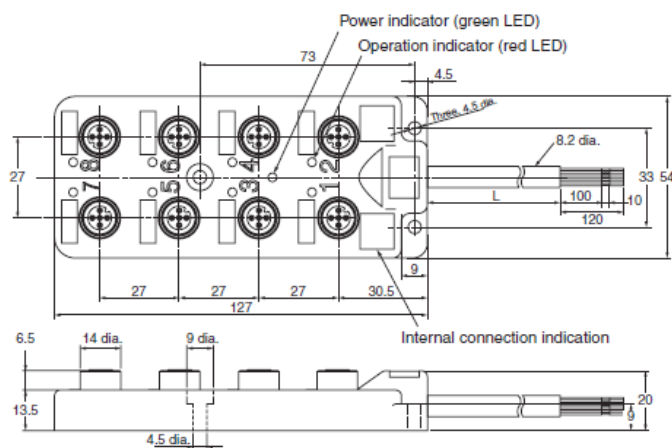 Power indicator (green LED)
Operation indicator (red LED)
73
4.5
Three, 4.5 dia.
8.2 dia.
8 6 4 2
7 5 3 1
27
33
54
L
100
10
120
9
27
27
27
30.5
127
Internal connection indication
6.5
14 dia.
9 dia.
13.5
4.5 dia.
20
9